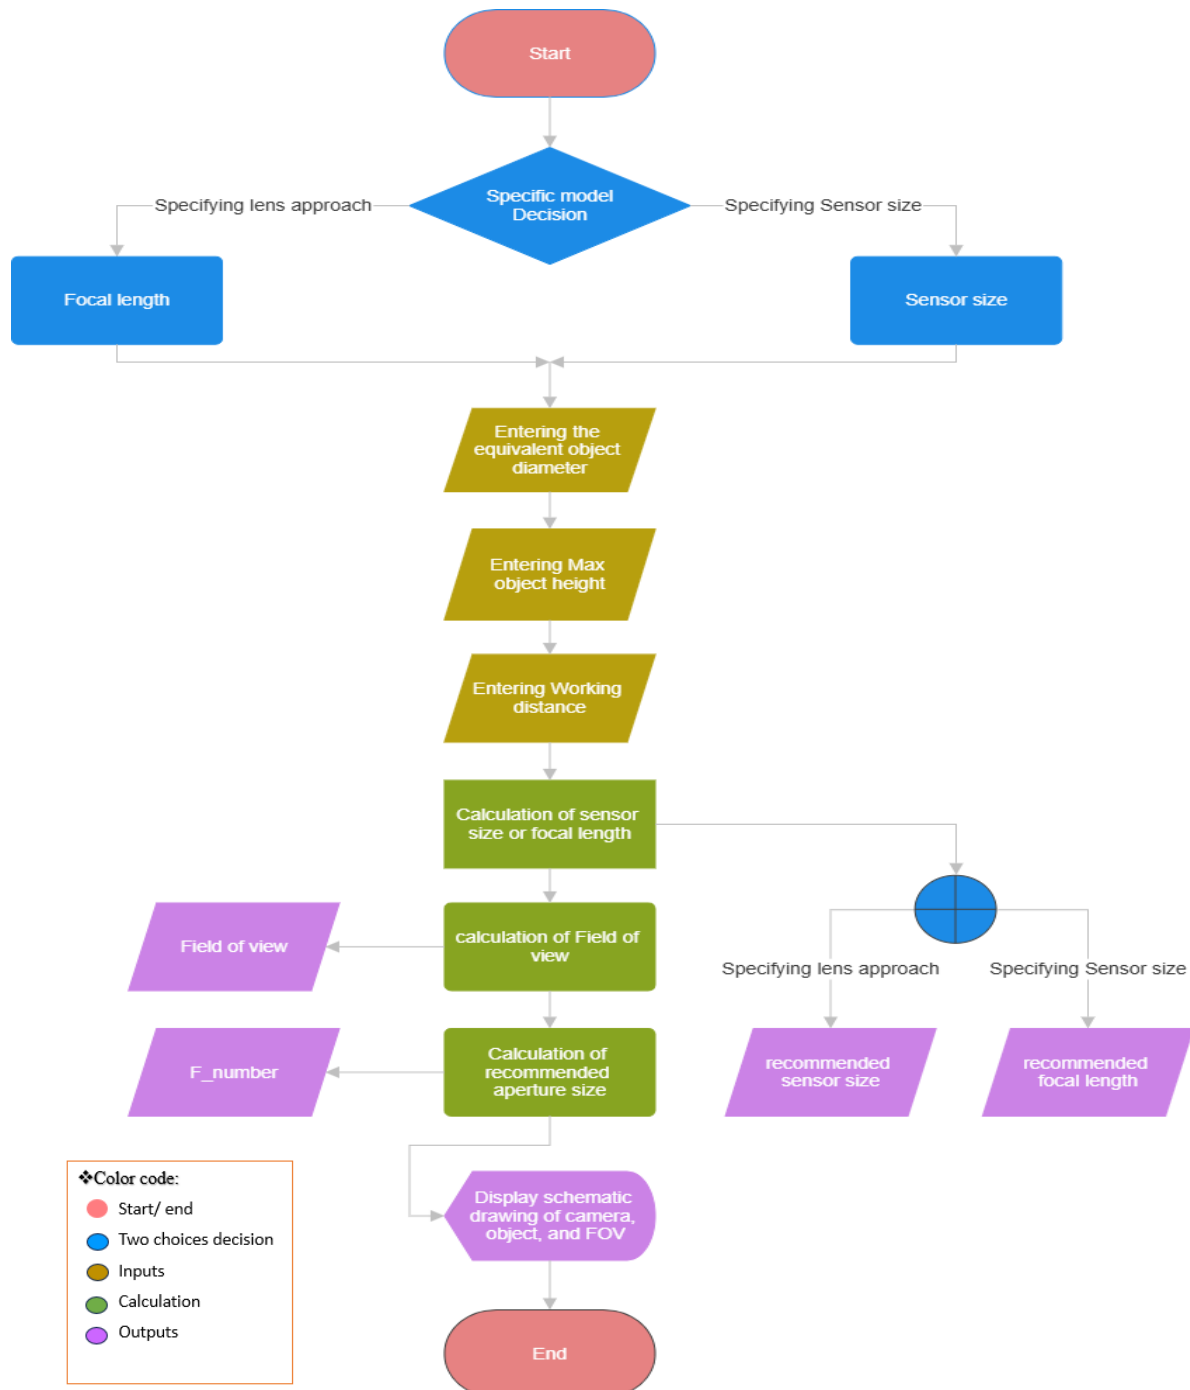 Start
Specific model
Decision
Specifying lens approach
Specifying Sensor size
Focal length
Sensor size
Entering the
equivalent object
diameter
Entering Max
object height
Entering Working
distance
Calculation of sensor
size or focal length
calculation of Field of
view
Field of view
Specifying lens approach
Specifying Sensor size
Calculation of
recommended
aperture size
F_number
recommended
sensor size
recommended
focal length
Display schematic
drawing of camera,
object, and FOV
End
❖Color code:
Start/ end
Two choices decision
Inputs
Calculation
Outputs